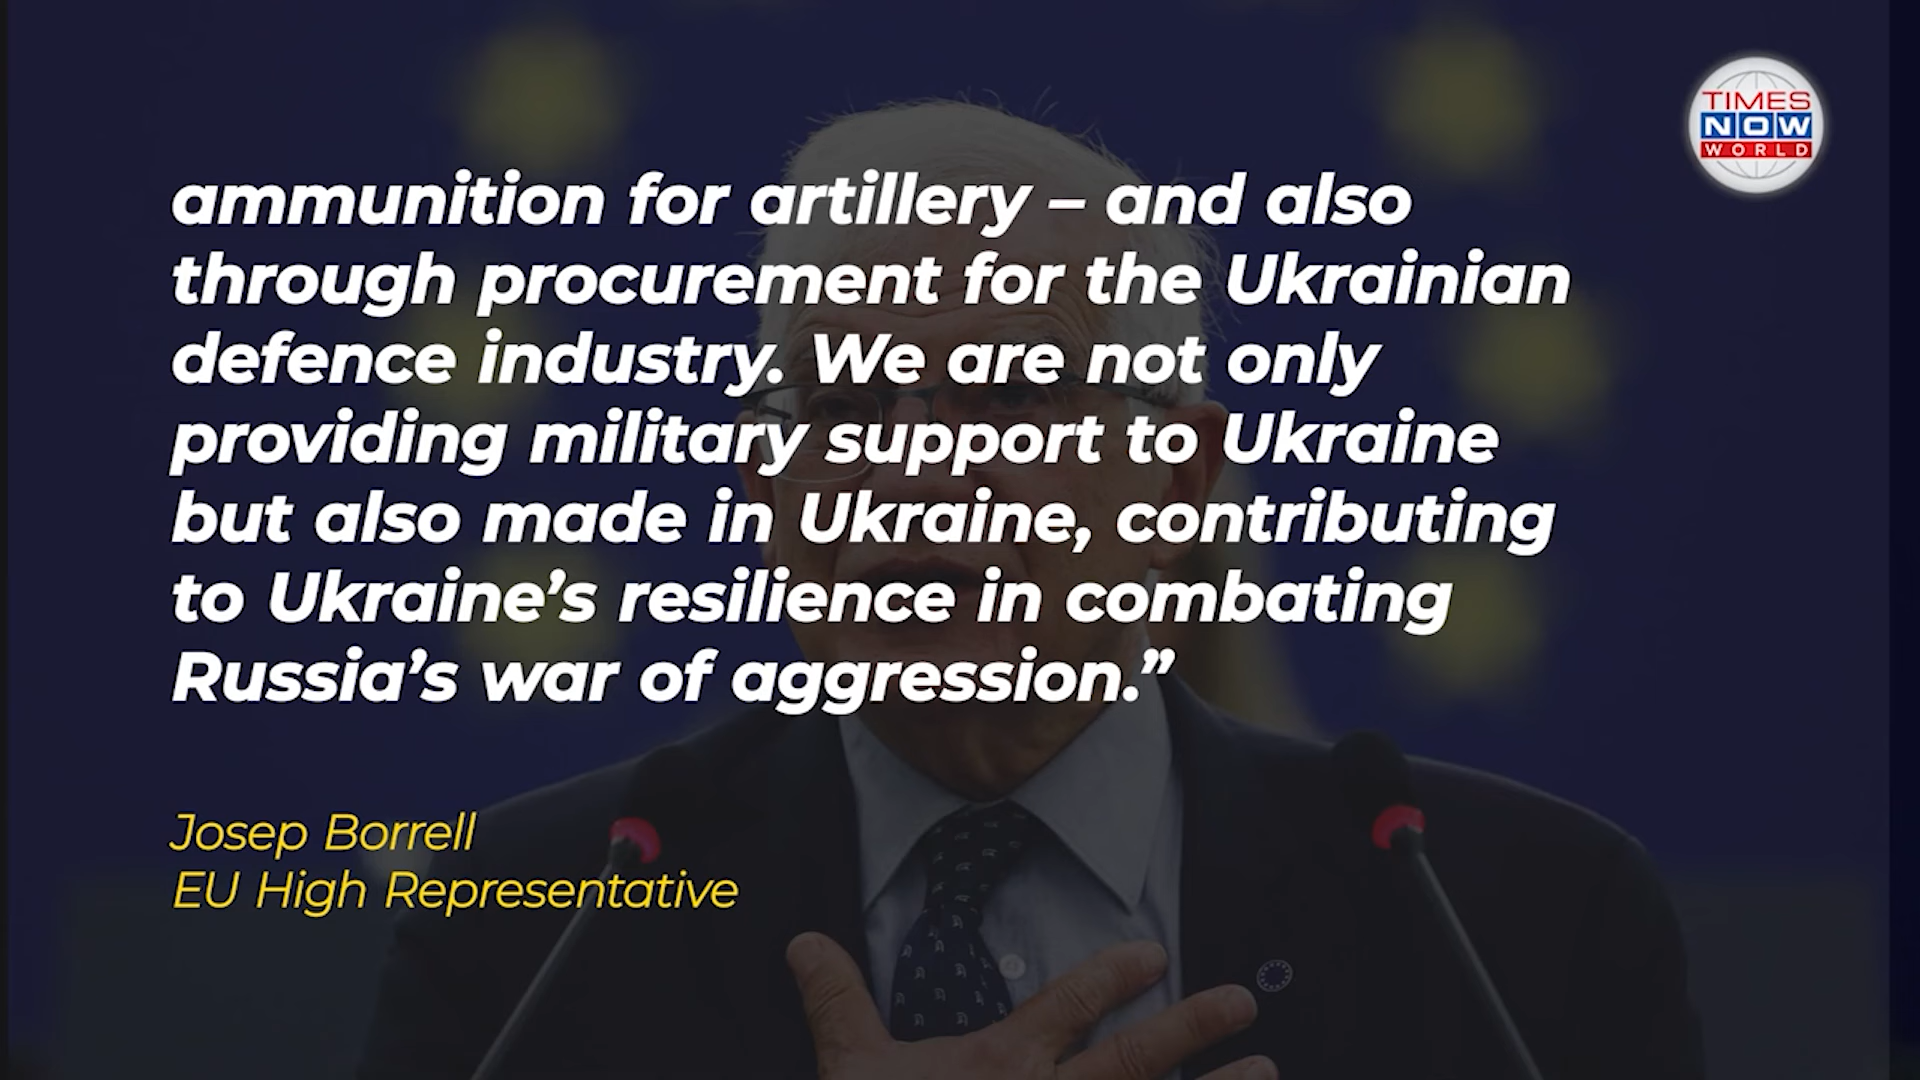 TIMES
NOW
WORLD
ammunition for artillery – and also
through procurement for the Ukrainian
defence industry. We are not only
providing military support to Ukraine
but also made in Ukraine, contributing
to Ukraine’s resilience in combating
Russia’s war of aggression.”
Josep Borrell
EU High Representative